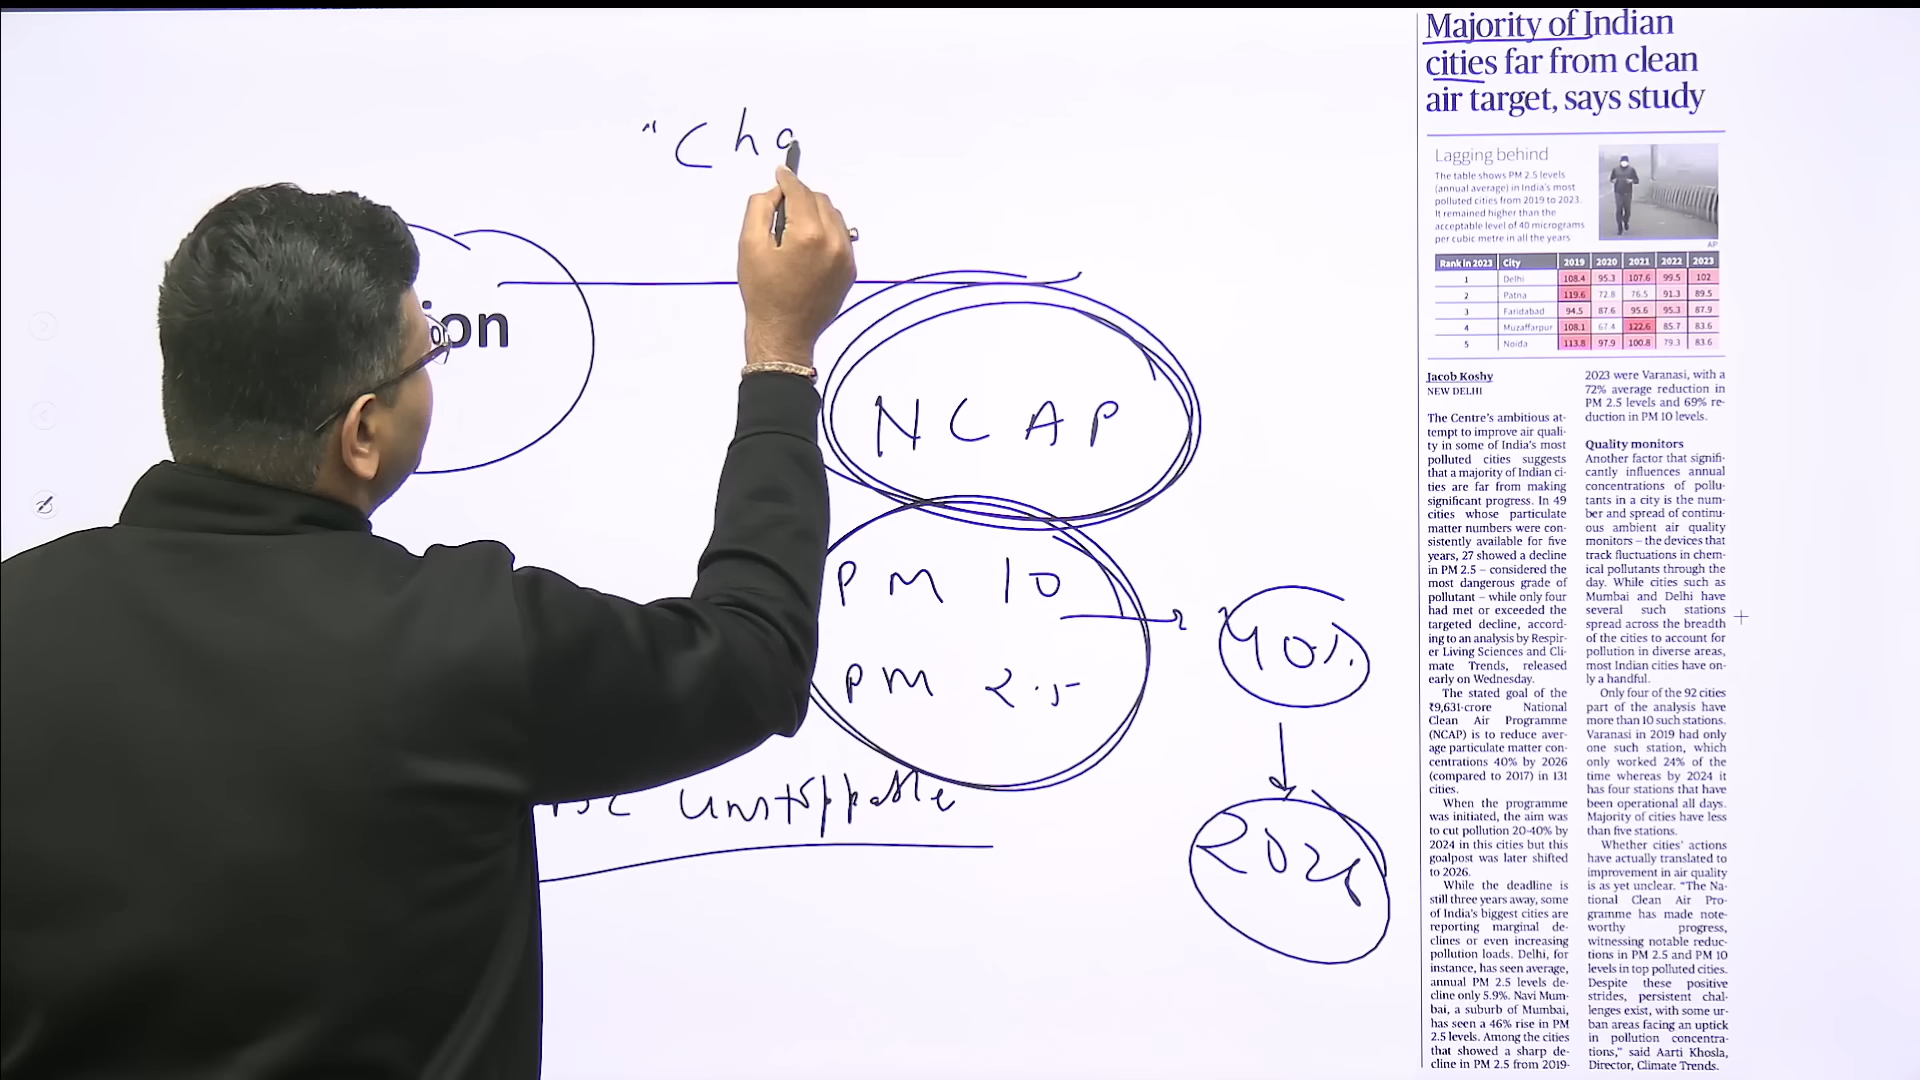 "Cha
ion
NCAP
PM 10
PM 2.5
40%
2026
Unstoppable
Majority of Indian
cities far from clean
air target, says study
Lagging behind
The table shows PM 2.5 levels
(annual average) in India's most
polluted cities from 2019 to 2023.
It remained higher than the
acceptable level of 40 micrograms
per cubic metre in all the years
AP
Rank in 2023 City 2019 2020 2021 2022 2023
1 Delhi 108.4 95.3 107.6 99.5 102
2 Patna 119.6 72.8 76.5 91.3 89.5
3 Faridabad 94.5 87.6 95.6 95.3 87.9
4 Muzaffarpur 108.1 67.4 122.6 85.7 83.6
5 Noida 113.8 97.9 100.8 79.3 83.6
Jacob Koshy
NEW DELHI
The Centre's ambitious at-
tempt to improve air quali-
ty in some of India's most
polluted cities suggests
that a majority of Indian ci-
ties are far from making
significant progress. In 49
cities whose particulate
matter numbers were con-
sistently available for five
years, 27 showed a decline
in PM 2.5 – considered the
most dangerous grade of
pollutant – while only four
had met or exceeded the
targeted decline, accord-
ing to an analysis by Respir-
er Living Sciences and Cli-
mate Trends, released
early on Wednesday.
The stated goal of the
₹9,631-crore National
Clean Air Programme
(NCAP) is to reduce aver-
age particulate matter con-
centrations 40% by 2026
(compared to 2017) in 131
cities.
When the programme
was initiated, the aim was
to cut pollution 20-40% by
2024 in this cities but this
goalpost was later shifted
to 2026.
While the deadline is
still three years away, some
of India's biggest cities are
reporting marginal de-
clines or even increasing
pollution loads. Delhi, for
instance, has seen average,
annual PM 2.5 levels de-
cline only 5.9%. Navi Mum-
bai, a suburb of Mumbai,
has seen a 46% rise in PM
2.5 levels. Among the cities
that showed a sharp de-
cline in PM 2.5 from 2019-
2023 were Varanasi, with a
72% average reduction in
PM 2.5 levels and 69% re-
duction in PM 10 levels.
Quality monitors
Another factor that signifi-
cantly influences annual
concentrations of pollu-
tants in a city is the num-
ber and spread of continu-
ous ambient air quality
monitors – the devices that
track fluctuations in chem-
ical pollutants through the
day. While cities such as
Mumbai and Delhi have
several such stations
spread across the breadth
of the cities to account for
pollution in diverse areas,
most Indian cities have on-
ly a handful.
Only four of the 92 cities
part of the analysis have
more than 10 such stations.
Varanasi in 2019 had only
one such station, which
only worked 24% of the
time whereas by 2024 it
has four stations that have
been operational all days.
Majority of cities have less
than five stations.
Whether cities' actions
have actually translated to
improvement in air quality
is as yet unclear. "The Na-
tional Clean Air Pro-
gramme has made note-
worthy progress,
witnessing notable reduc-
tions in PM 2.5 and PM 10
levels in top polluted cities.
Despite these positive
strides, persistent chal-
lenges exist, with some ur-
ban areas facing an uptick
in pollution concentra-
tions," said Aarti Khosla,
Director, Climate Trends.